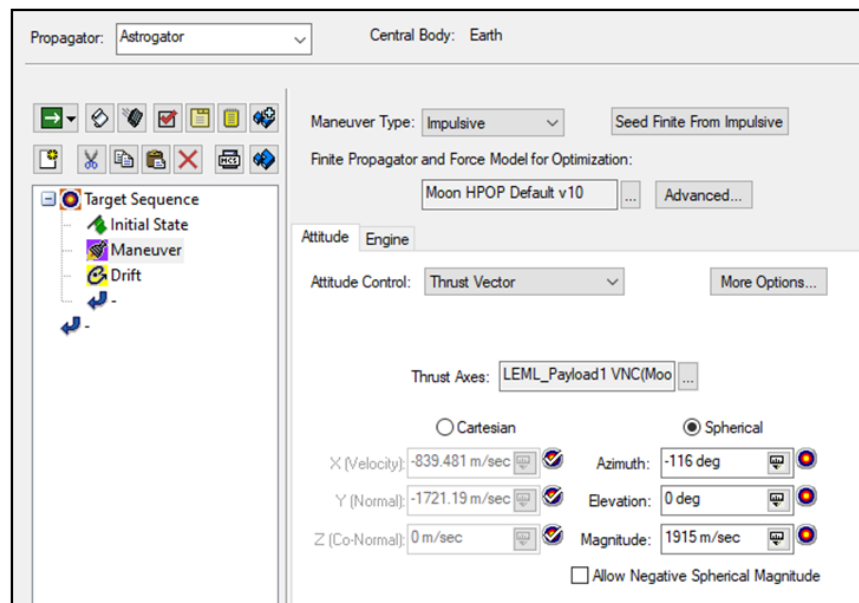 Propagator: Astrogator Central Body: Earth
Maneuver Type: Impulsive Seed Finite From Impulsive
Finite Propagator and Force Model for Optimization:
Moon HPOP Default v10 ... Advanced...
Target Sequence
Initial State
Maneuver
Drift
-
-
Attitude Engine
Attitude Control: Thrust Vector More Options...
Thrust Axes: LEML_Payload1 VNC(Moo ...
Cartesian Spherical
X (Velocity): -839.481 m/sec Azimuth: -116 deg
Y (Normal): -1721.19 m/sec Elevation: 0 deg
Z (Co-Normal): 0 m/sec Magnitude: 1915 m/sec
Allow Negative Spherical Magnitude